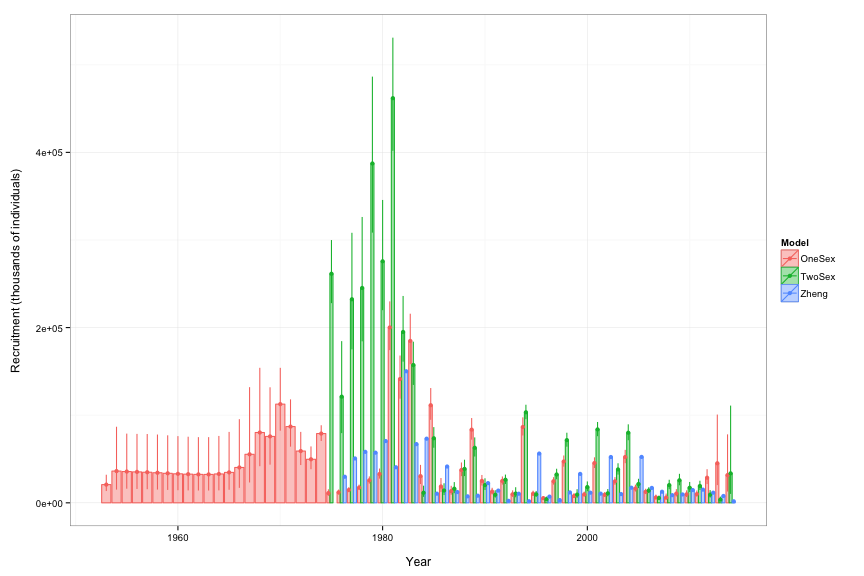 Recruitment (thousands of individuals)
4e+05
2e+05
0e+00
1960
1980
2000
Year
Model
OneSex
TwoSex
Zheng